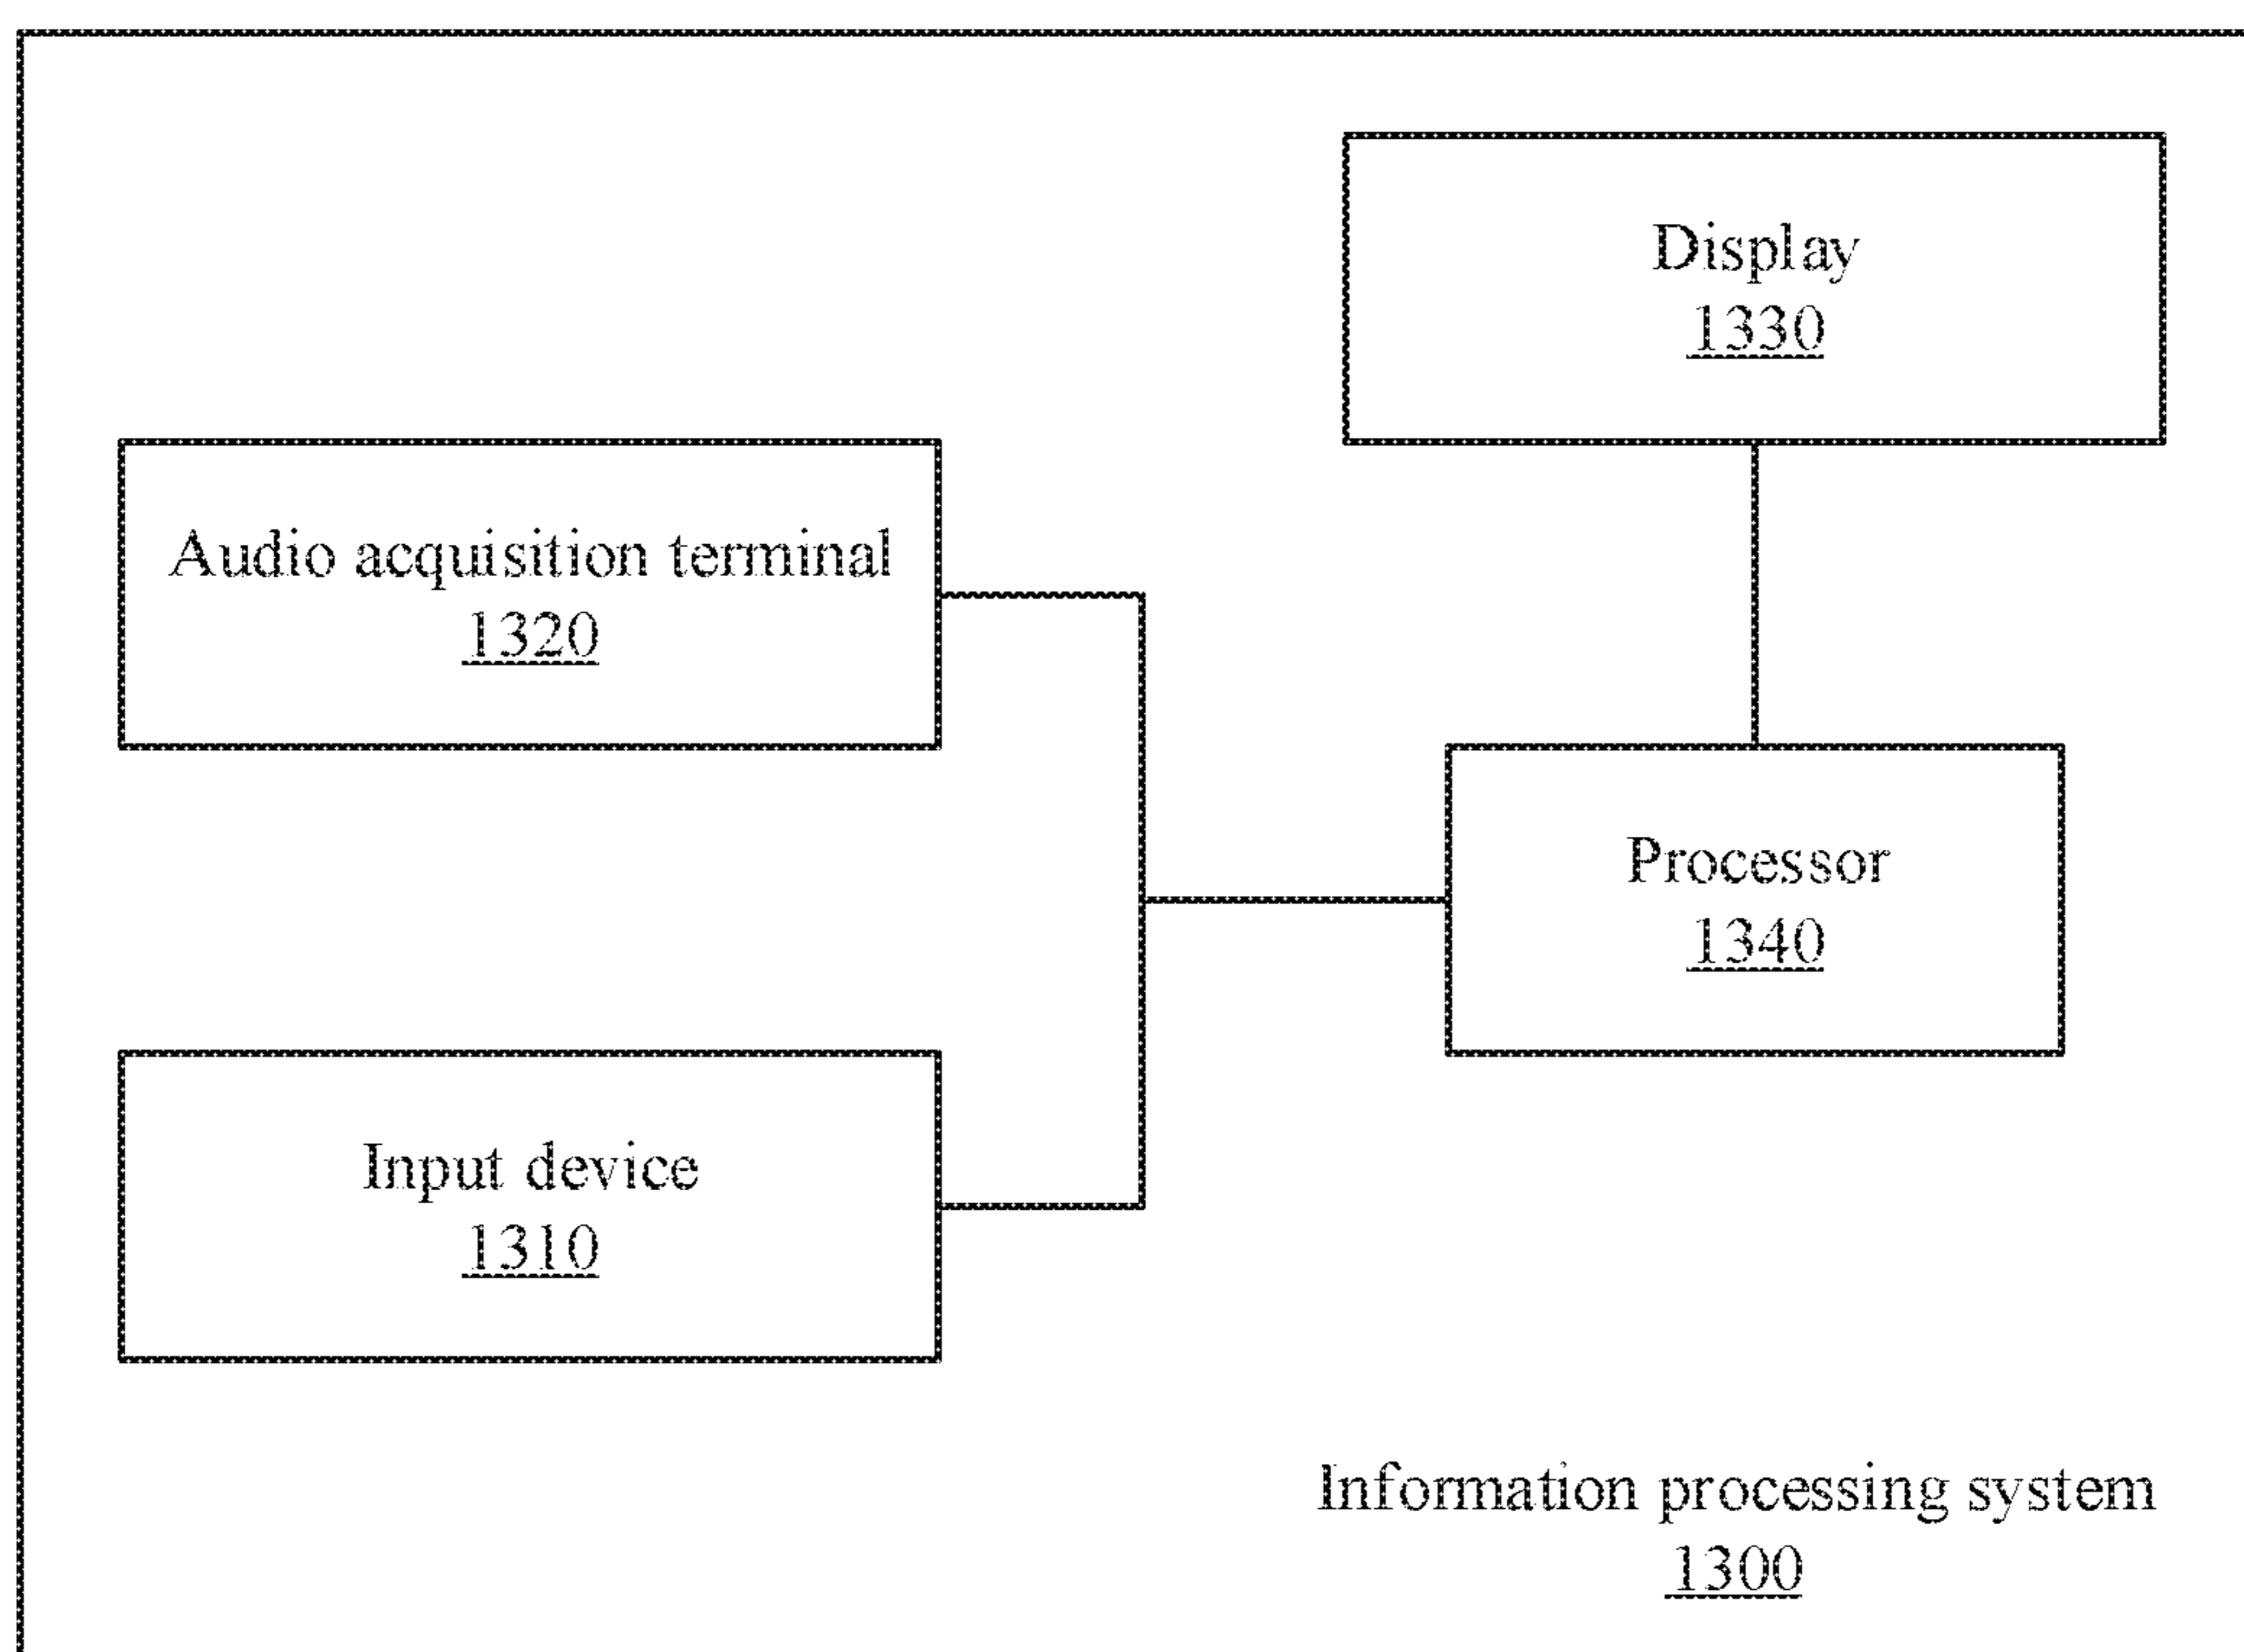 Display
1330
Audio acquisition terminal
1320
Processor
1340
Input device
1310
Information processing system
1300